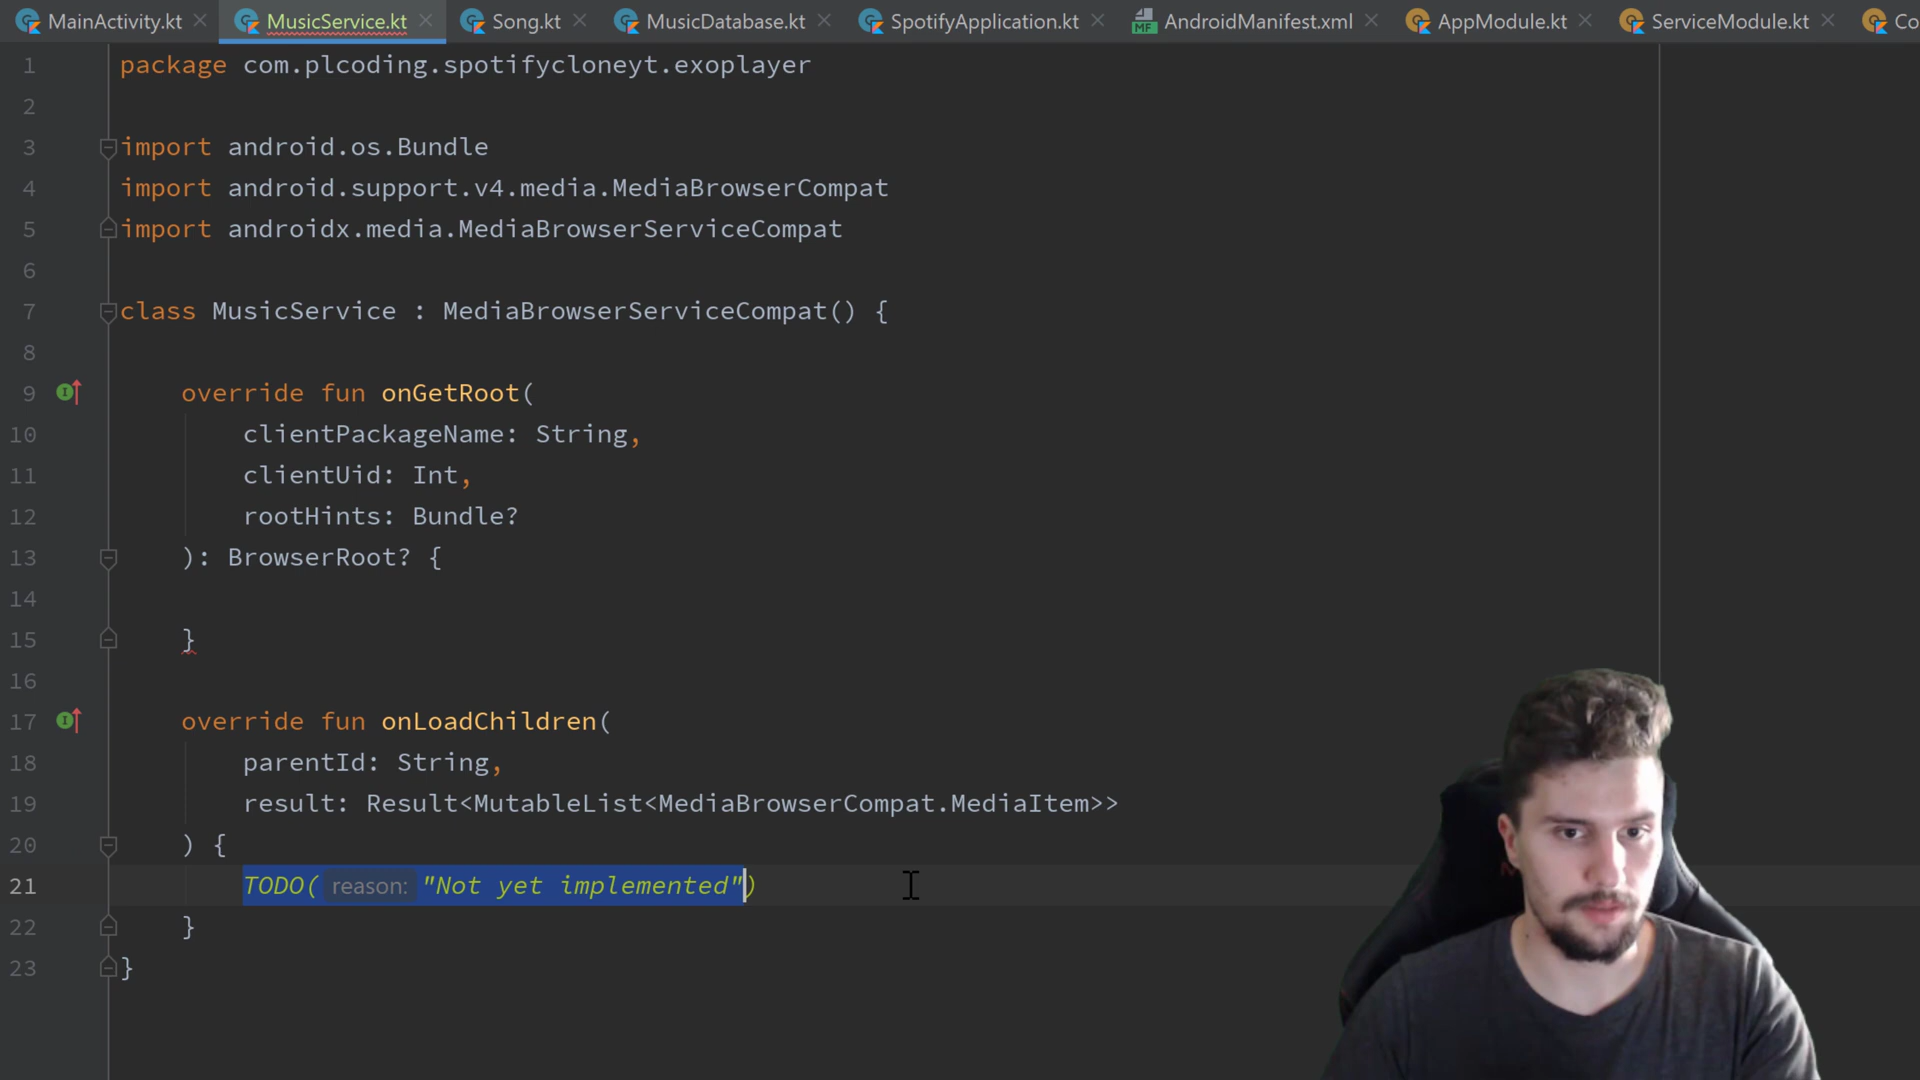 MainActivity.kt MusicService.kt Song.kt MusicDatabase.kt SpotifyApplication.kt MF AndroidManifest.xml AppModule.kt ServiceModule.kt Co
1 package com.plcoding.spotifycloneyt.exoplayer
2
3 import android.os.Bundle
4 import android.support.v4.media.MediaBrowserCompat
5 import androidx.media.MediaBrowserServiceCompat
6
7 class MusicService : MediaBrowserServiceCompat() {
8
9 override fun onGetRoot(
10 clientPackageName: String,
11 clientUid: Int,
12 rootHints: Bundle?
13 ): BrowserRoot? {
14
15 }
16
17 override fun onLoadChildren(
18 parentId: String,
19 result: Result<MutableList<MediaBrowserCompat.MediaItem>>
20 ) {
21 TODO( reason: "Not yet implemented")
22 }
23 }